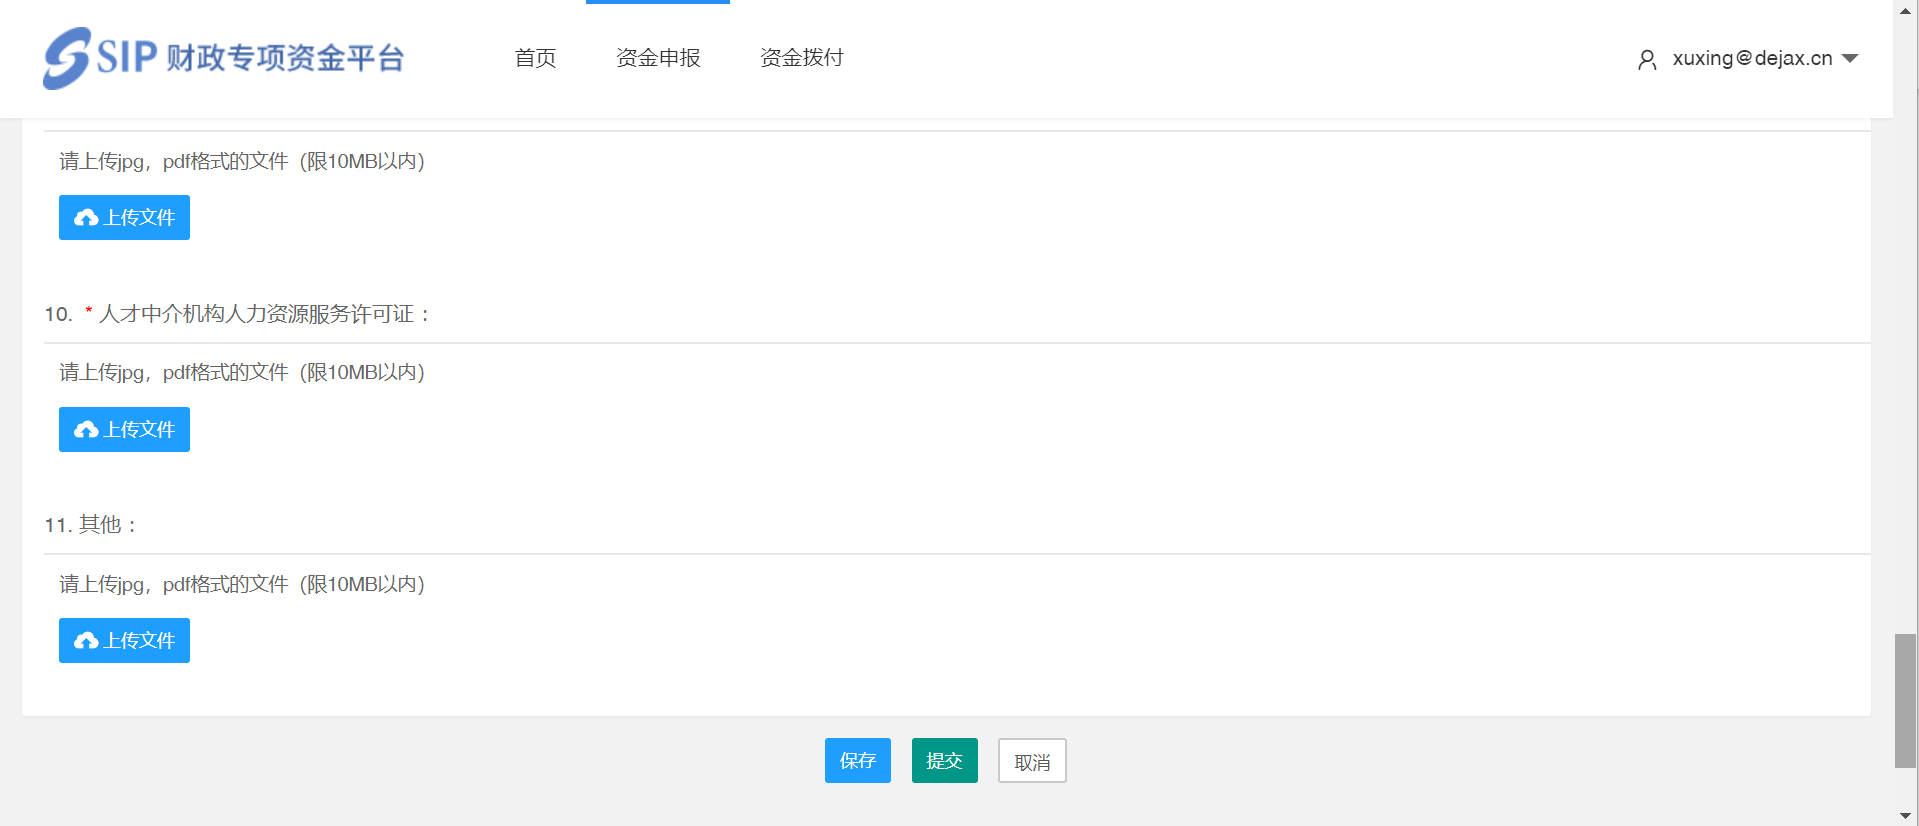 SIP 财政专项资金平台
首页
资金申报
资金拨付
xuxing@dejax.cn
请上传jpg，pdf格式的文件（限10MB以内）
上传文件
10. * 人才中介机构人力资源服务许可证：
请上传jpg，pdf格式的文件（限10MB以内）
上传文件
11. 其他：
请上传jpg，pdf格式的文件（限10MB以内）
上传文件
保存
提交
取消